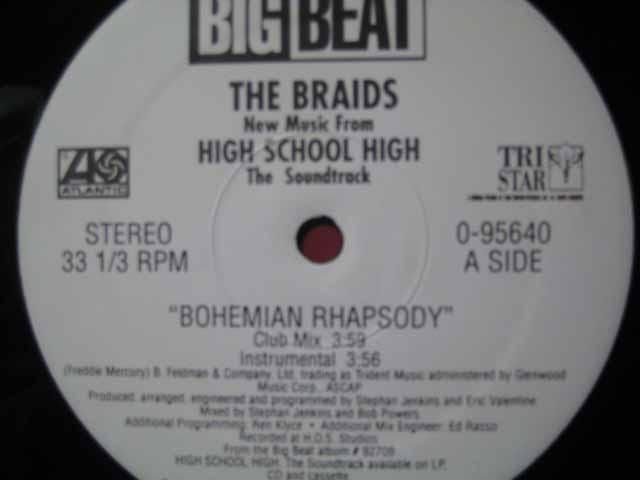 BIG BEAT
THE BRAIDS
New Music From
HIGH SCHOOL HIGH
The Soundtrack
ATLANTIC
TRI
STAR
STEREO
33 1/3 RPM
0-95640
A SIDE
"BOHEMIAN RHAPSODY"
Club Mix 3:59
Instrumental 3:56
(Freddie Mercury) B. Feldman & Company. Ltd, trading as Trident Music administered by Glenwood
Music Corp., ASCAP
Produced, arranged, engineered and programmed by Stephan Jenkins and Eric Valentine.
Mixed by Stephan Jenkins and Bob Powers.
Additional Programming: Ren Klyce • Additional Mix Engineer: Ed Rasso
Recorded at H.O.S. Studios
From the Big Beat album # 92709
HIGH SCHOOL HIGH. The Soundtrack available on LP,
CD and cassette